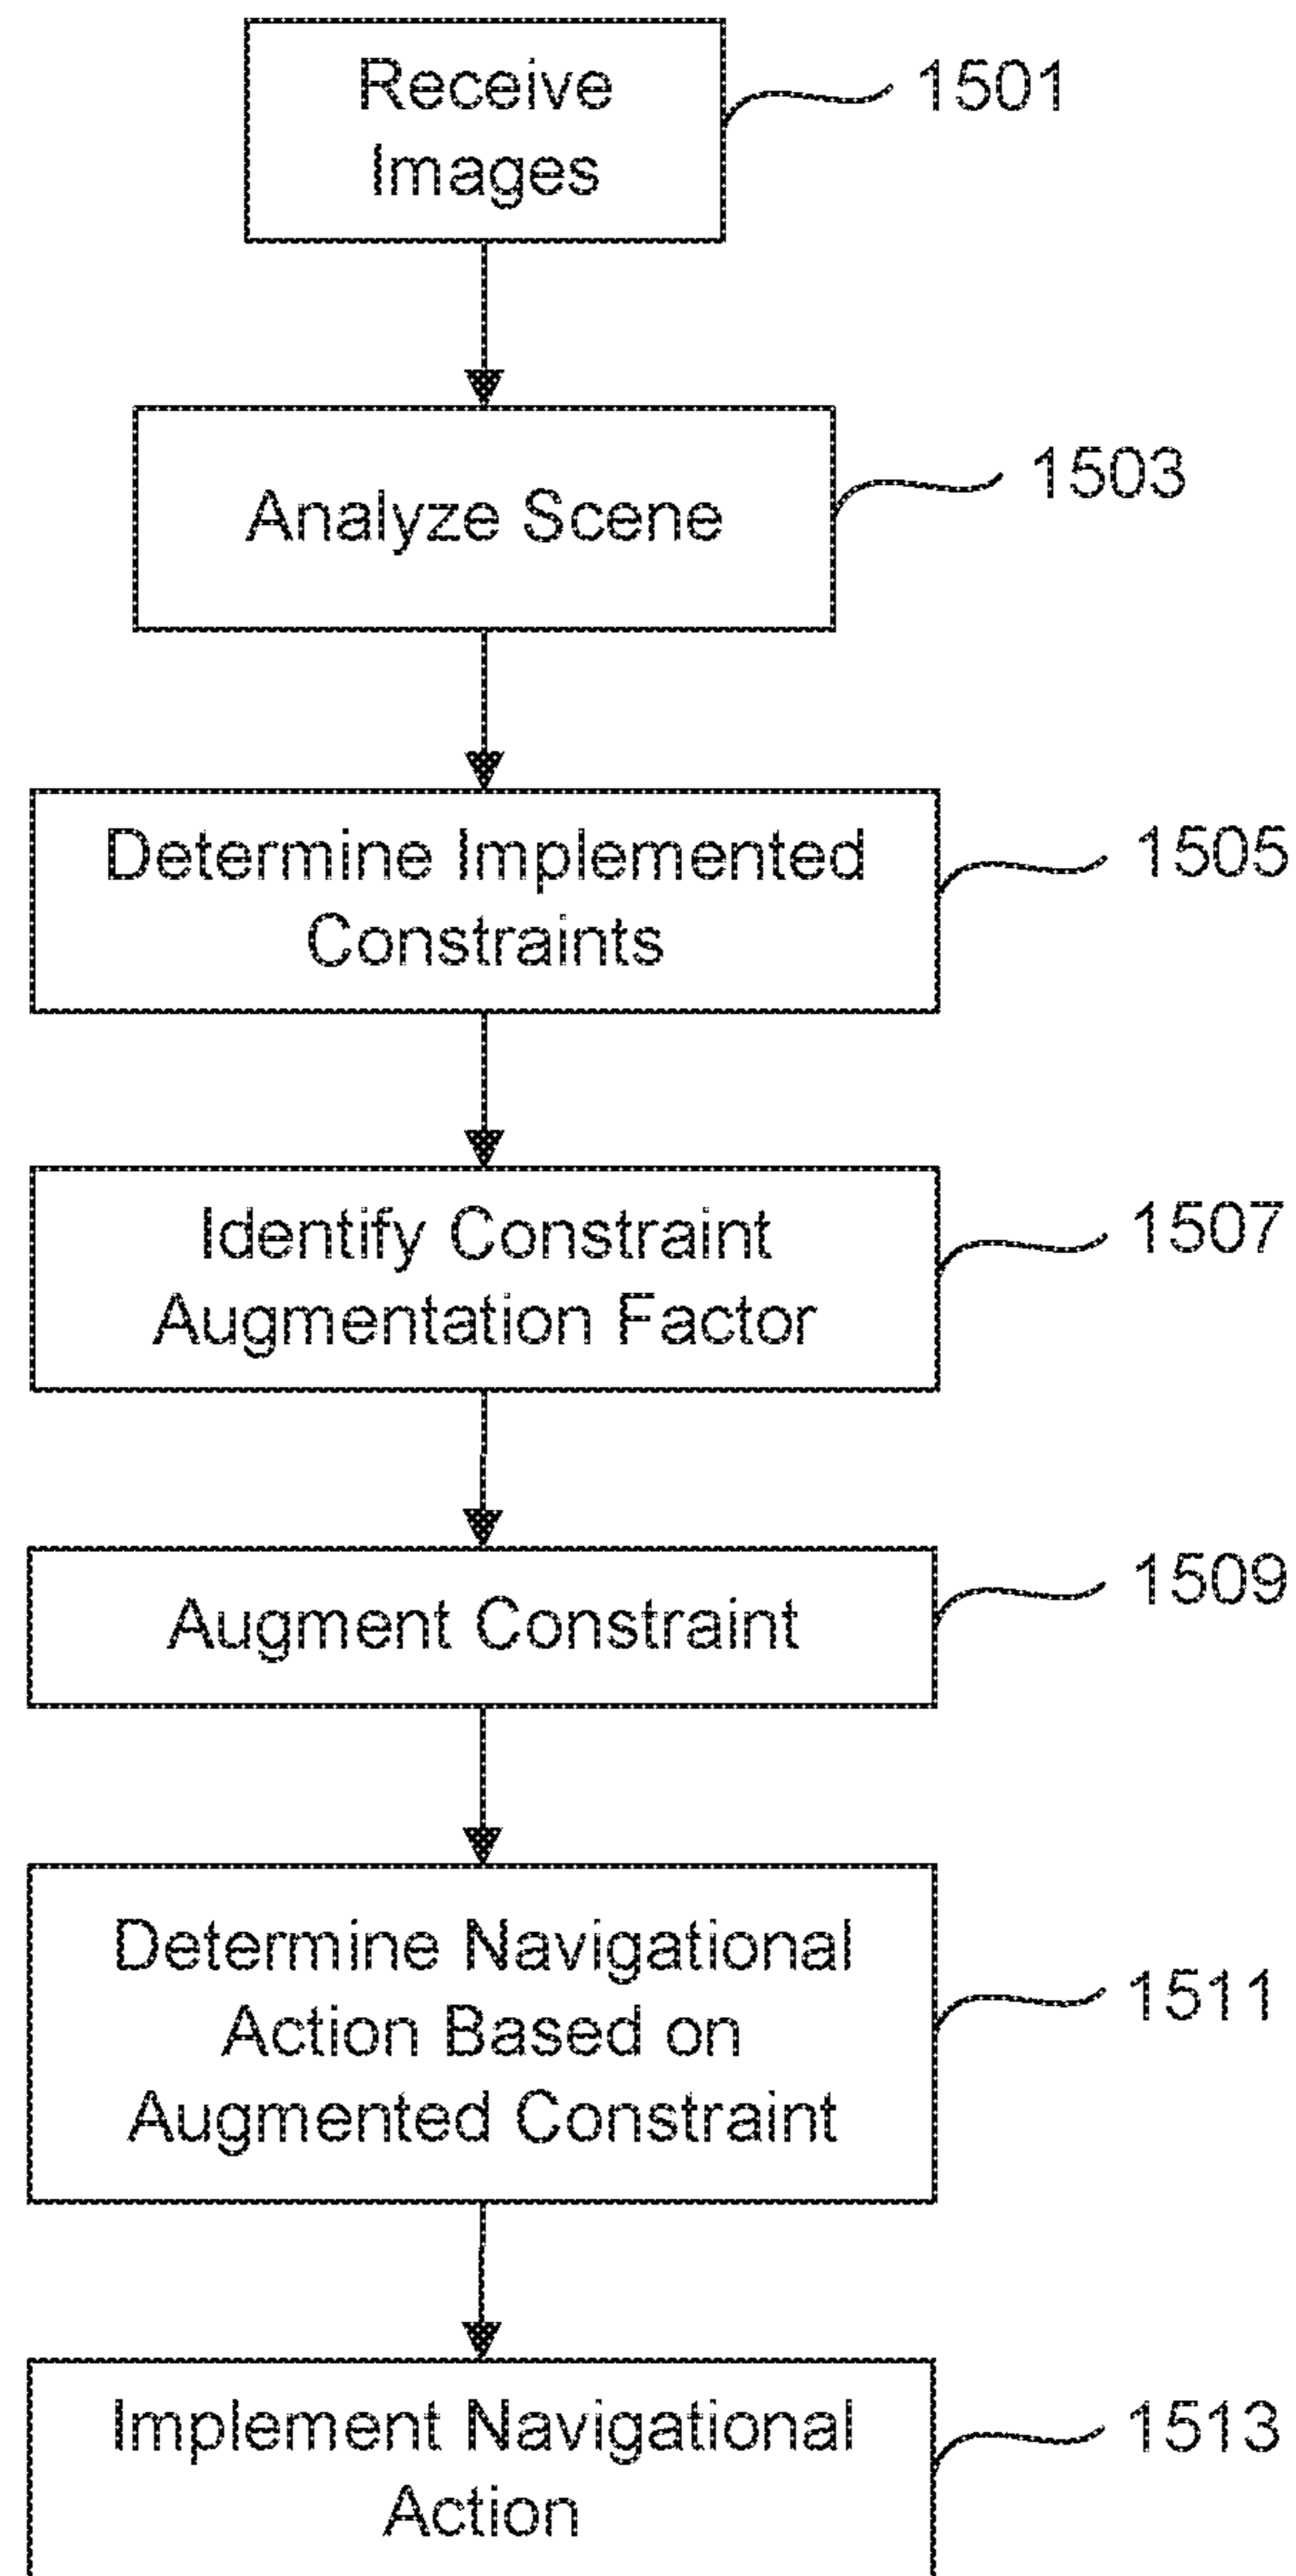 Receive
Images
1501
Analyze Scene
1503
Determine Implemented
Constraints
1505
Identify Constraint
Augmentation Factor
1507
Augment Constraint
1509
Determine Navigational
Action Based on
Augmented Constraint
1511
Implement Navigational
Action
1513